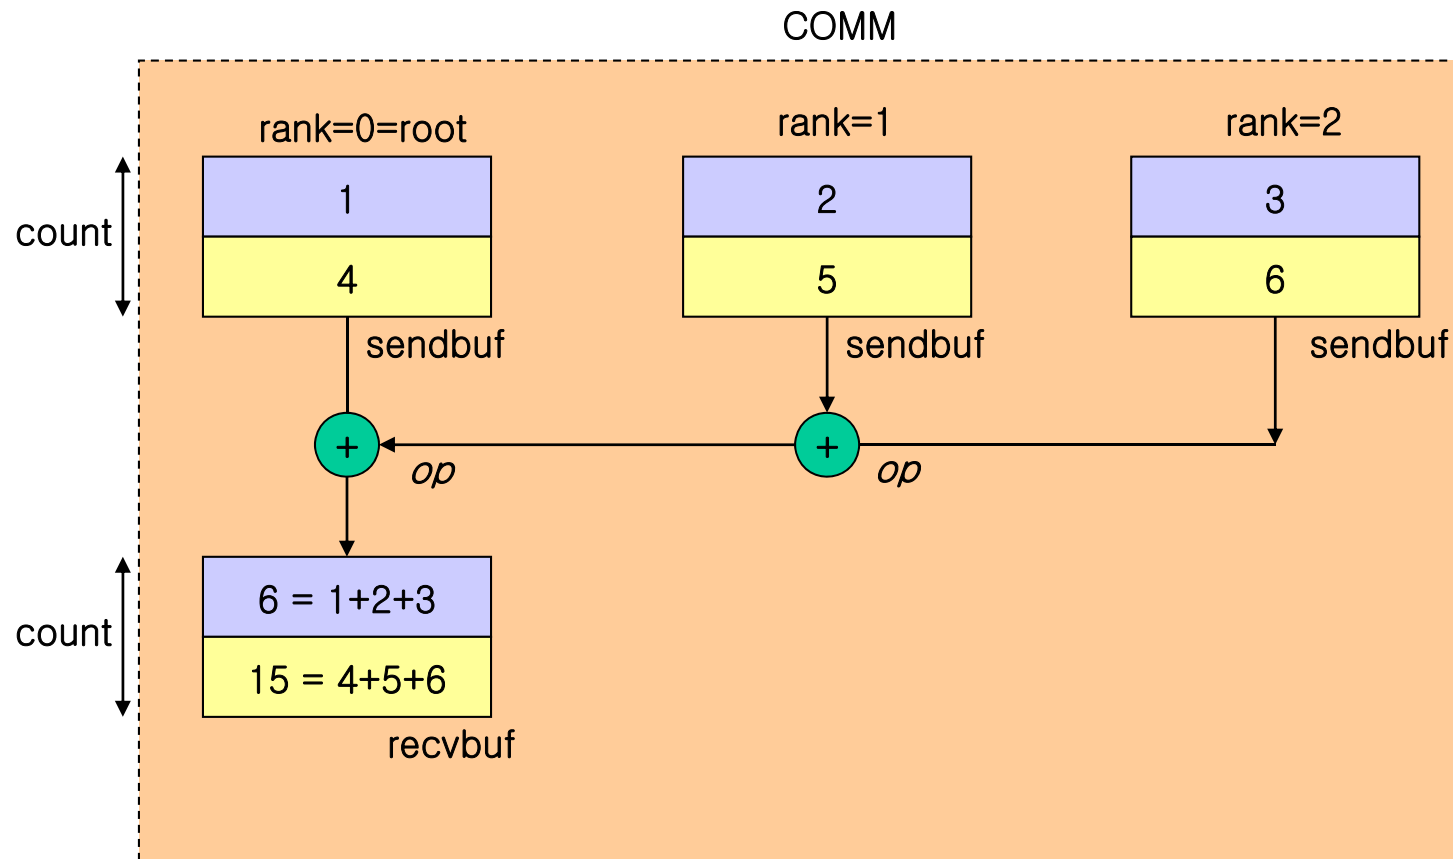 COMM
rank=0=root
rank=1
rank=2
count
1
2
3
4
5
6
sendbuf
sendbuf
sendbuf
+
+
op
op
count
6 = 1+2+3
15 = 4+5+6
recvbuf